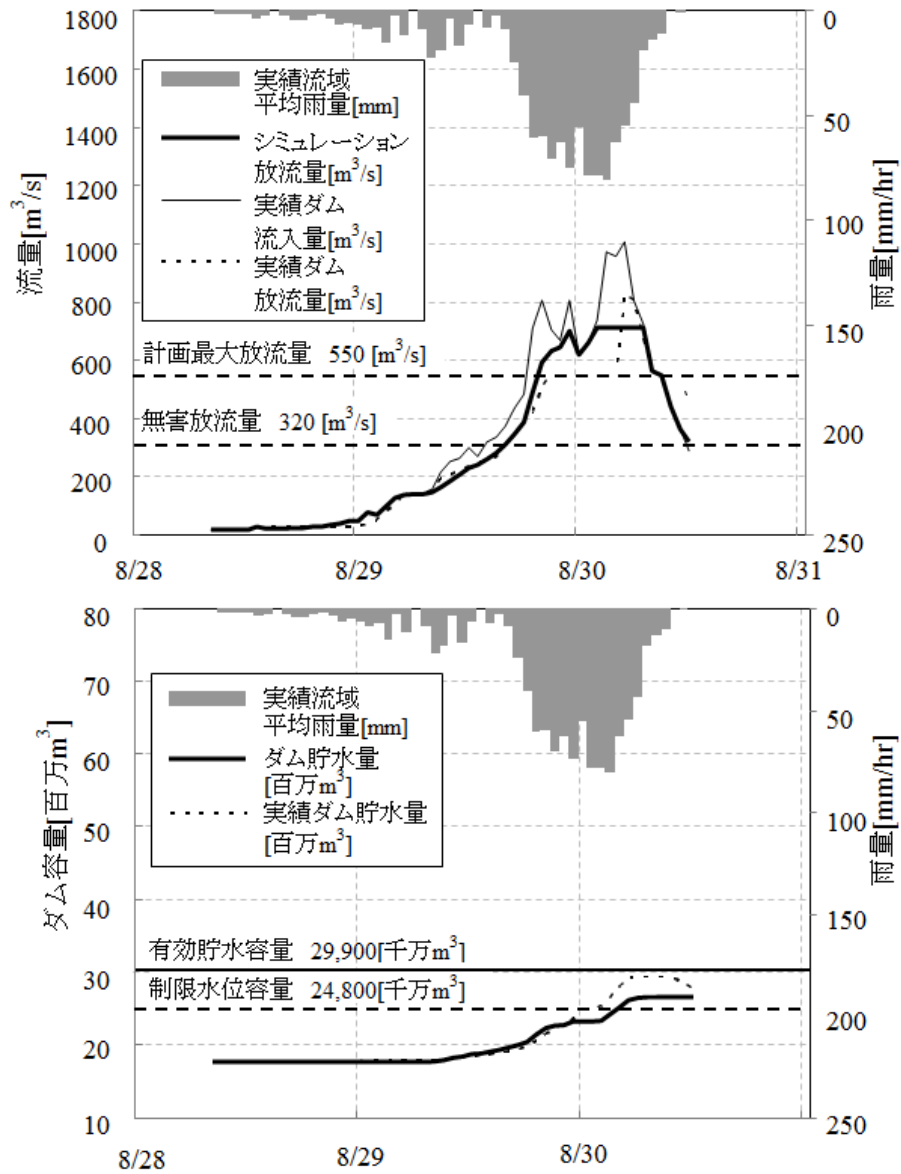 1800
1600
1400
1200
1000
800
600
400
200
0
流量[m³/s]
0
50
100
150
200
250
雨量[mm/hr]
実績流域
平均雨量[mm]
シミュレーション
放流量[m³/s]
実績ダム
流入量[m³/s]
実績ダム
放流量[m³/s]
計画最大放流量 550 [m³/s]
無害放流量 320 [m³/s]
8/28
8/29
8/30
8/31
80
70
60
50
40
30
20
10
ダム容量[百万m³]
0
50
100
150
200
250
雨量[mm/hr]
実績流域
平均雨量[mm]
ダム貯水量
[百万m³]
実績ダム貯水量
[百万m³]
有効貯水容量 29,900[千万m³]
制限水位容量 24,800[千万m³]
8/28
8/29
8/30